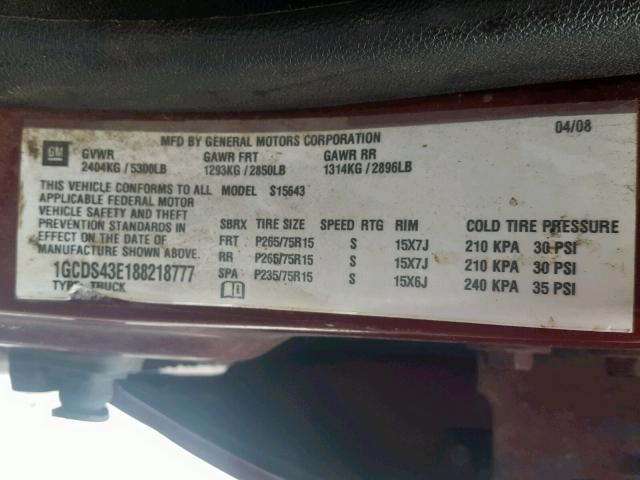 MFD BY GENERAL MOTORS CORPORATION 04/08
GM GVWR GAWR FRT GAWR RR
2404KG / 5300LB 1293KG / 2850LB 1314KG / 2896LB
THIS VEHICLE CONFORMS TO ALL MODEL S15643
APPLICABLE FEDERAL MOTOR
VEHICLE SAFETY AND THEFT
PREVENTION STANDARDS IN
EFFECT ON THE DATE OF
MANUFACTURE SHOWN ABOVE.
1GCDS43E188218777
TYPE: TRUCK
SBRX TIRE SIZE SPEED RTG RIM COLD TIRE PRESSURE
FRT P265/75R15 S 15X7J 210 KPA 30 PSI
RR P265/75R15 S 15X7J 210 KPA 30 PSI
SPA P235/75R15 S 15X6J 240 KPA 35 PSI